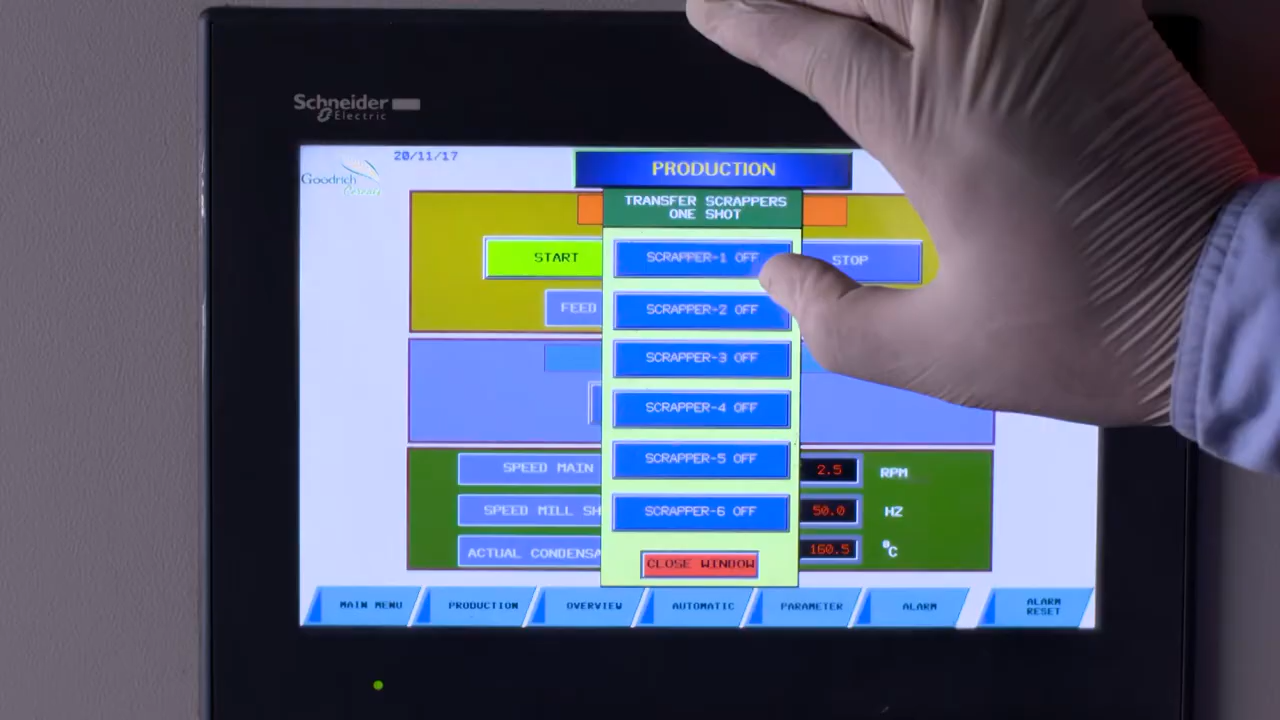 Schneider
Electric
20/11/17
Goodrich
PRODUCTION
TRANSFER SCRAPPERS
ONE SHOT
START
SCRAPPER-1 OFF
STOP
FEED
SCRAPPER-2 OFF
SCRAPPER-3 OFF
SCRAPPER-4 OFF
SCRAPPER-5 OFF
SPEED MAIN
2.5
RPM
SPEED MILL SH
SCRAPPER-6 OFF
50.0
HZ
ACTUAL CONDENSA
160.5
°C
CLOSE WINDOW
MAIN MENU
PRODUCTION
OVERVIEW
AUTOMATIC
PARAMETER
ALARM
ALARM
RESET